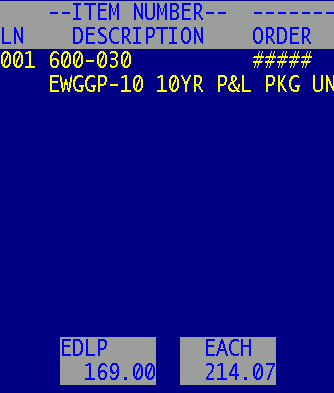 --ITEM NUMBER-- -------
LN DESCRIPTION ORDER
001 600-030 #####
EWGGP-10 10YR P&L PKG UN
EDLP EACH
169.00 214.07